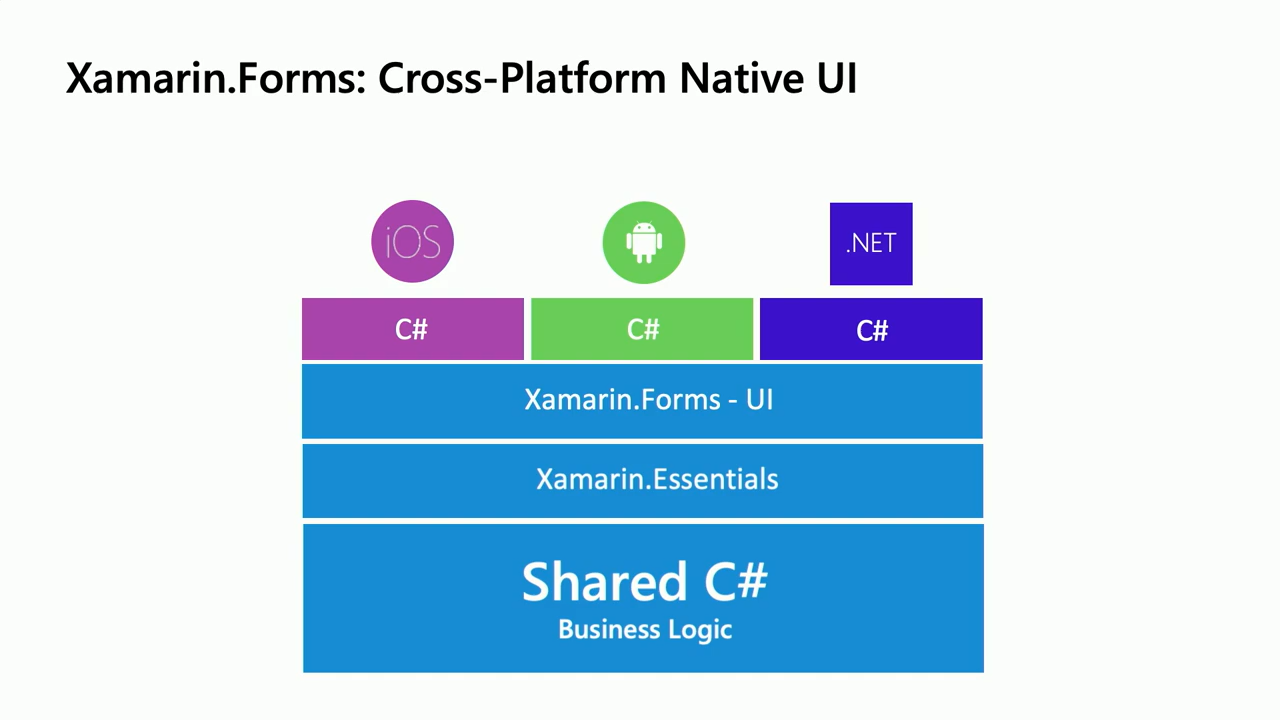 Xamarin.Forms: Cross-Platform Native UI
iOS
.NET
C#
C#
C#
Xamarin.Forms - UI
Xamarin.Essentials
Shared C#
Business Logic